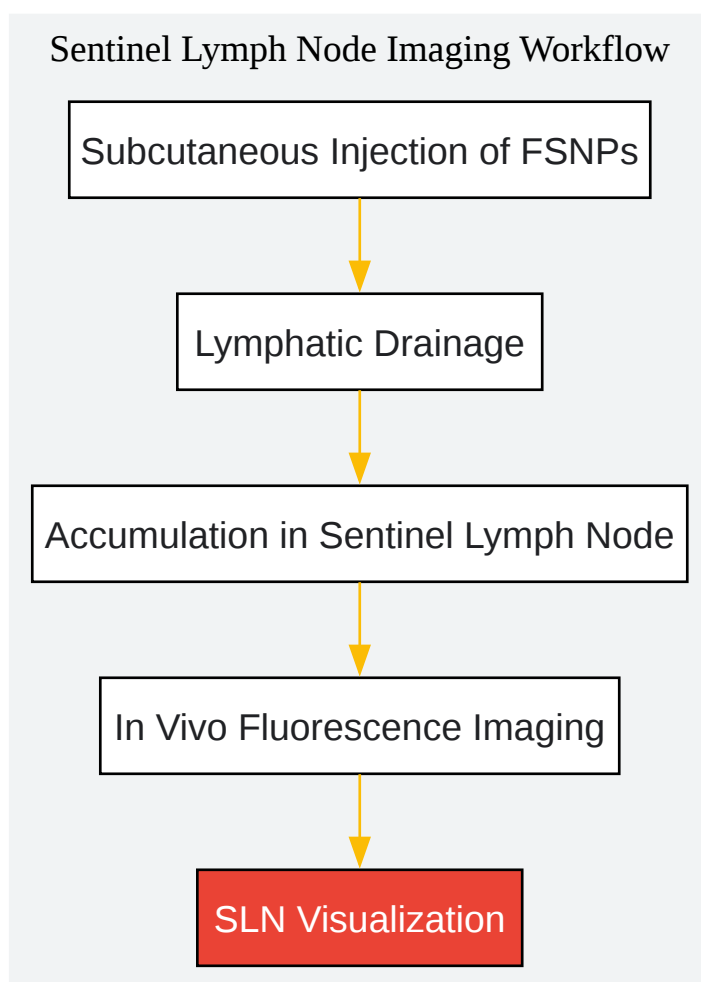 Sentinel Lymph Node Imaging Workflow
Subcutaneous Injection of FSNPs
Lymphatic Drainage
Accumulation in Sentinel Lymph Node
In Vivo Fluorescence Imaging
SLN Visualization